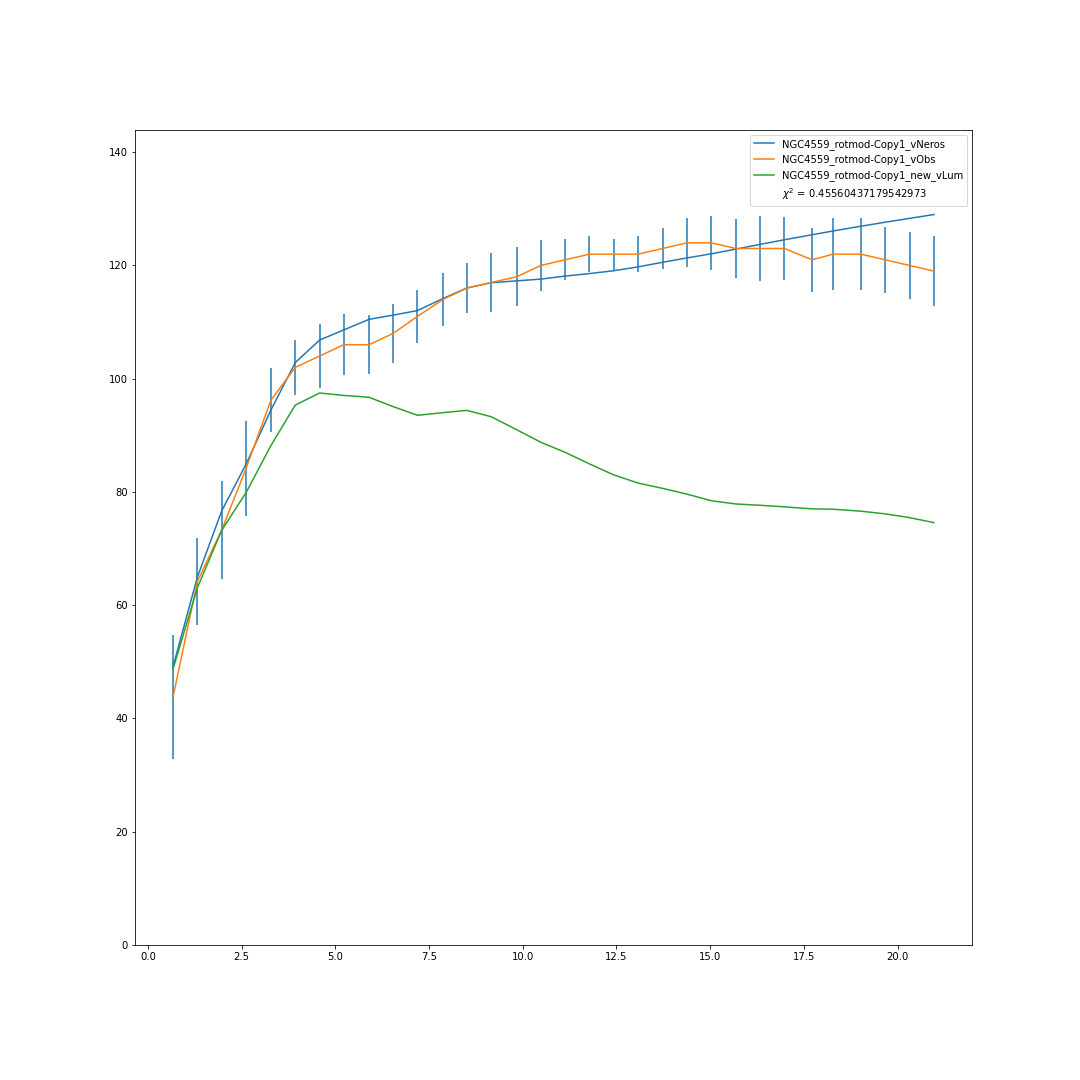 140
120
100
80
60
40
20
0
0.0 2.5 5.0 7.5 10.0 12.5 15.0 17.5 20.0
NGC4559_rotmod-Copy1_vNeros
NGC4559_rotmod-Copy1_vObs
NGC4559_rotmod-Copy1_new_vLum
χ² = 0.45560437179542973